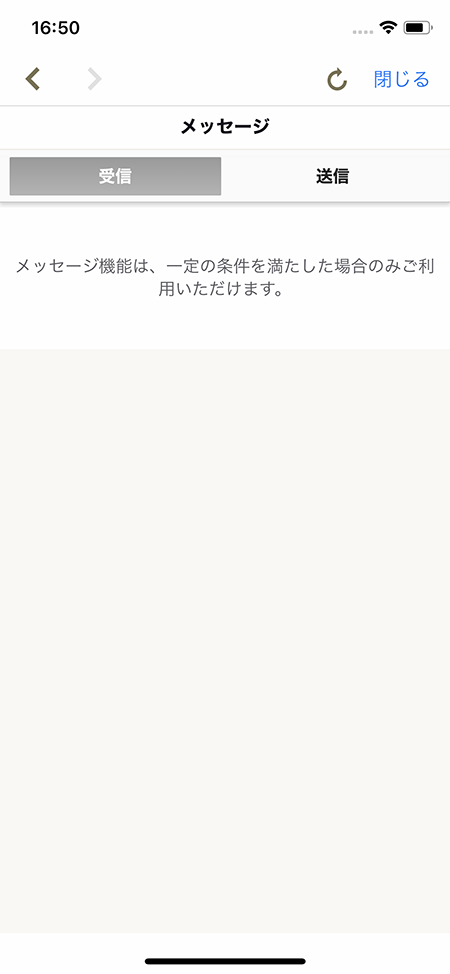 16:50
閉じる
メッセージ
受信
送信
メッセージ機能は、一定の条件を満たした場合のみご利
用いただけます。